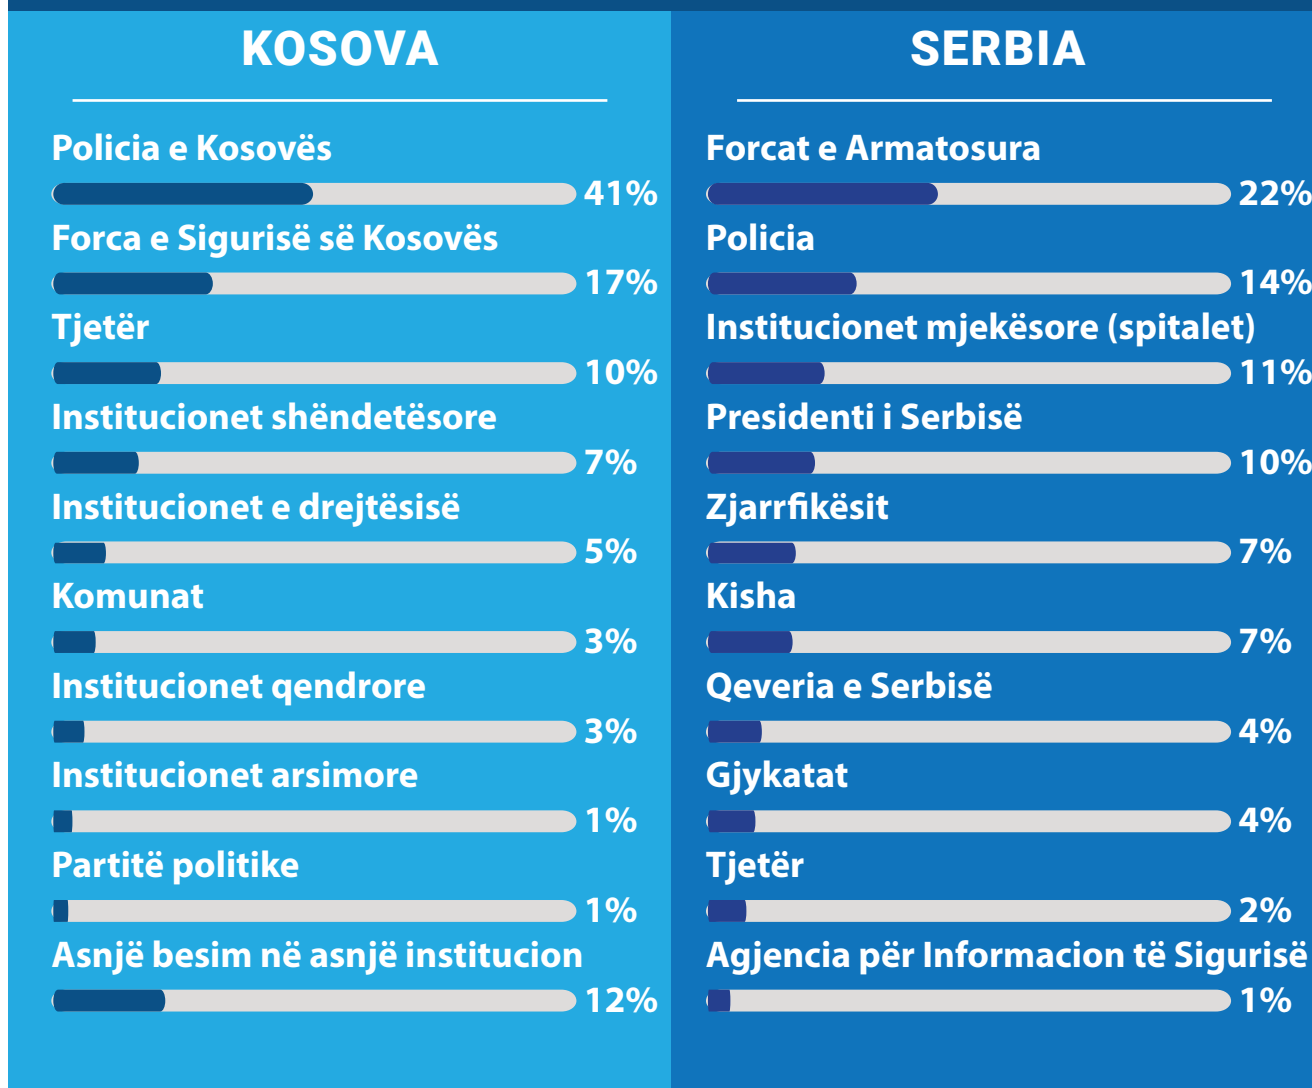 KOSOVA
Policia e Kosovës
41%
Forca e Sigurisë së Kosovës
17%
Tjetër
10%
Institucionet shëndetësore
7%
Institucionet e drejtësisë
5%
Komunat
3%
Institucionet qendrore
3%
Institucionet arsimore
1%
Partitë politike
1%
Asnjë besim në asnjë institucion
12%
SERBIA
Forcat e Armatosura
22%
Policia
14%
Institucionet mjekësore (spitalet)
11%
Presidenti i Serbisë
10%
Zjarrfikësit
7%
Kisha
7%
Qeveria e Serbisë
4%
Gjykatat
4%
Tjetër
2%
Agjencia për Informacion të Sigurisë
1%